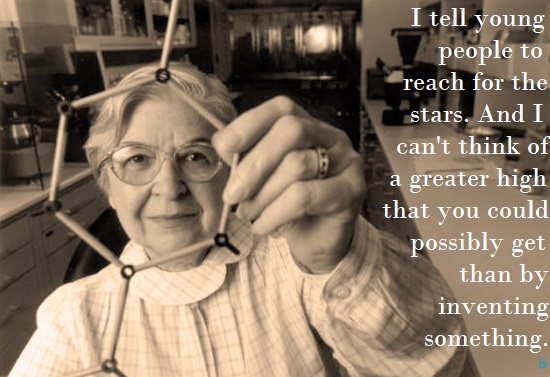 I tell young
people to
reach for the
stars. And I
can't think of
a greater high
that you could
possibly get
than by
inventing
something.
b